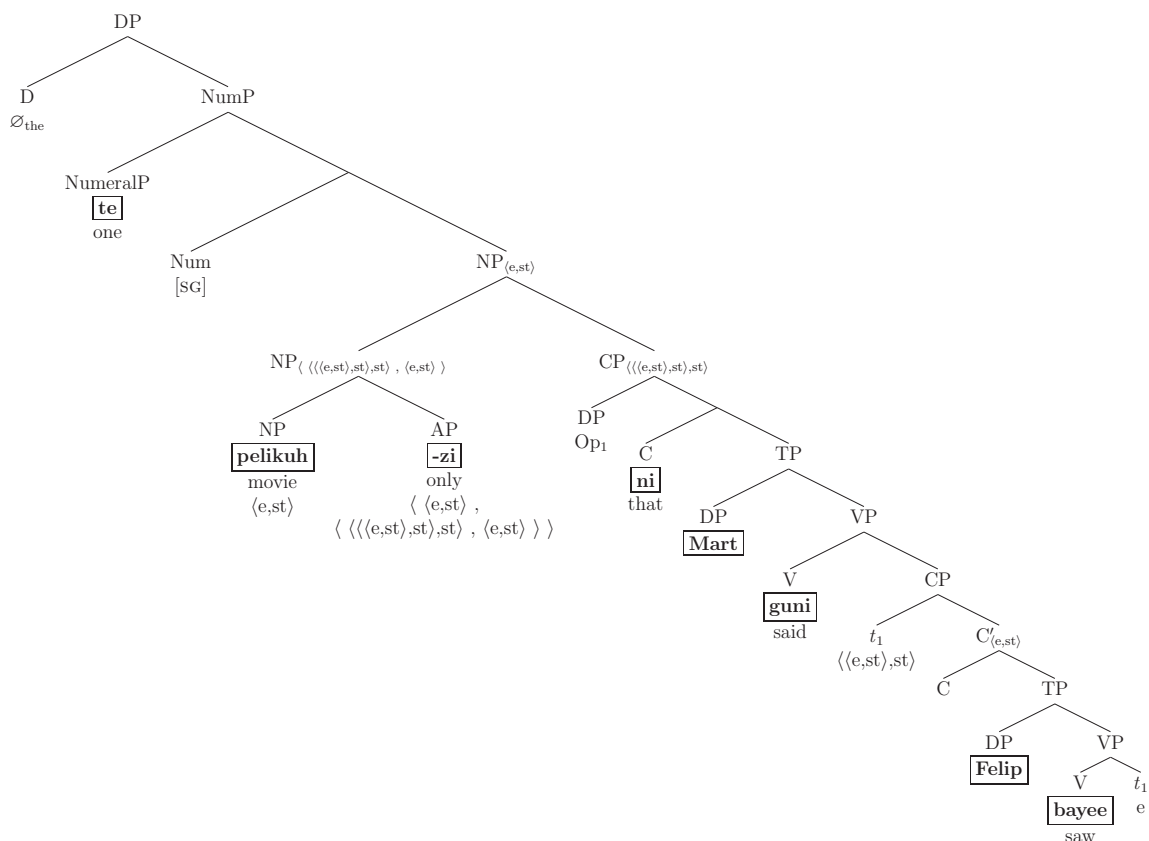 DP
D
NumP
∅the
NumeralP
te
one
Num
[SG]
NP⟨e,st⟩
NP⟨ ⟨⟨⟨e,st⟩,st⟩,st⟩ , ⟨e,st⟩ ⟩
CP⟨⟨⟨e,st⟩,st⟩,st⟩
NP
pelikuh
movie
⟨e,st⟩
AP
-zi
only
⟨ ⟨e,st⟩ ,
⟨ ⟨⟨⟨e,st⟩,st⟩,st⟩ , ⟨e,st⟩ ⟩ ⟩
DP
Op1
C
ni
that
TP
DP
Mart
VP
V
guni
said
CP
t1
⟨⟨e,st⟩,st⟩
C′⟨e,st⟩
C
TP
DP
Felip
VP
V
bayee
saw
t1
e